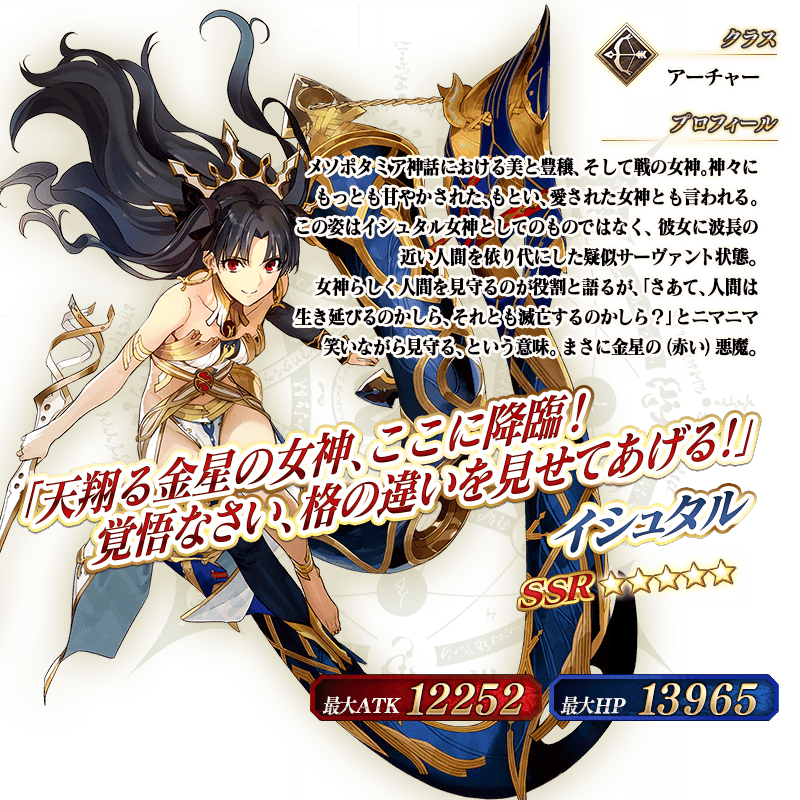 クラス
アーチャー
プロフィール
メソポタミア神話における美と豊穣、そして戦の女神。神々に
もっとも甘やかされた、もとい、愛された女神とも言われる。
この姿はイシュタル女神としてのものではなく、彼女に波長の
近い人間を依り代にした疑似サーヴァント状態。
女神らしく人間を見守るのが役割と語るが、「さあて、人間は
生き延びるのかしら、それとも滅亡するのかしら?」とニマニマ
笑いながら見守る、という意味。まさに金星の(赤い)悪魔。
「天翔る金星の女神、ここに降臨!
覚悟なさい、格の違いを見せてあげる!」
イシュタル
SSR ☆☆☆☆☆
最大ATK 12252
最大HP 13965